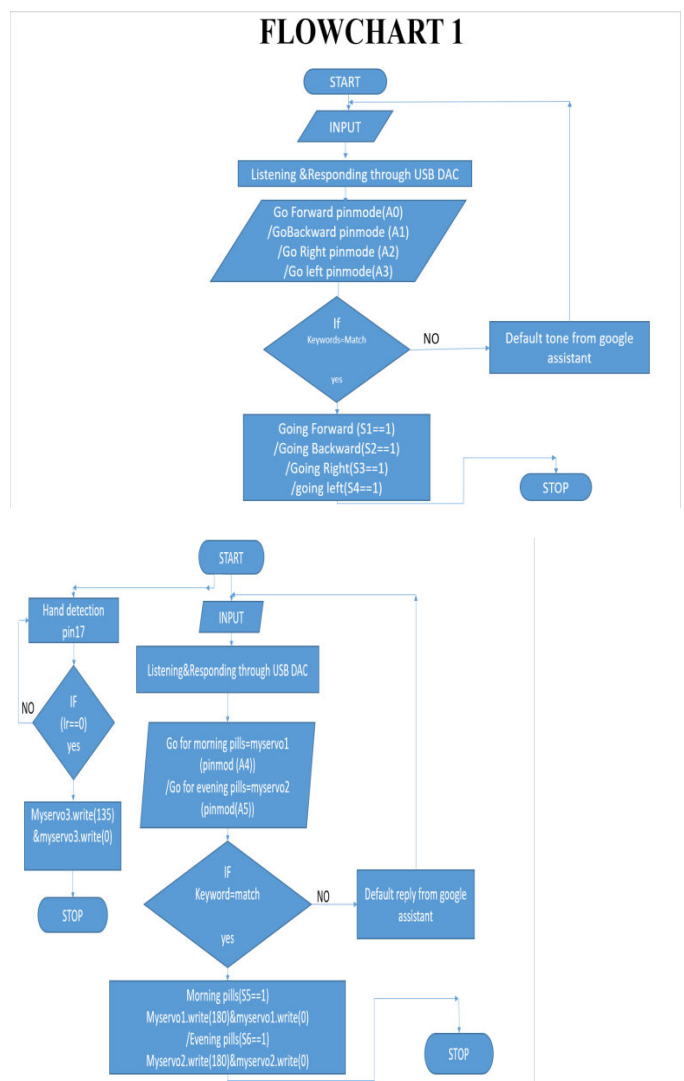 FLOWCHART 1
START
INPUT
Listening &Responding through USB DAC
Go Forward pinmode(A0)
/GoBackward pinmode (A1)
/Go Right pinmode (A2)
/Go left pinmode(A3)
If
Keywords=Match
yes
NO
Default tone from google
assistant
Going Forward (S1==1)
/Going Backward(S2==1)
/Going Right(S3==1)
/going left(S4==1)
STOP
START
Hand detection
pin17
INPUT
Listening&Responding through USB DAC
NO
IF
(Ir==0)
yes
Go for morning pills=myservo1
(pinmod (A4))
/Go for evening pills=myservo2
(pinmod(A5))
Myservo3.write(135)
&myservo3.write(0)
STOP
IF
Keyword=match
yes
NO
Default reply from google
assistant
Morning pills(S5==1)
Myservo1.write(180)&myservo1.write(0)
/Evening pills(S6==1)
Myservo2.write(180)&myservo2.write(0)
STOP